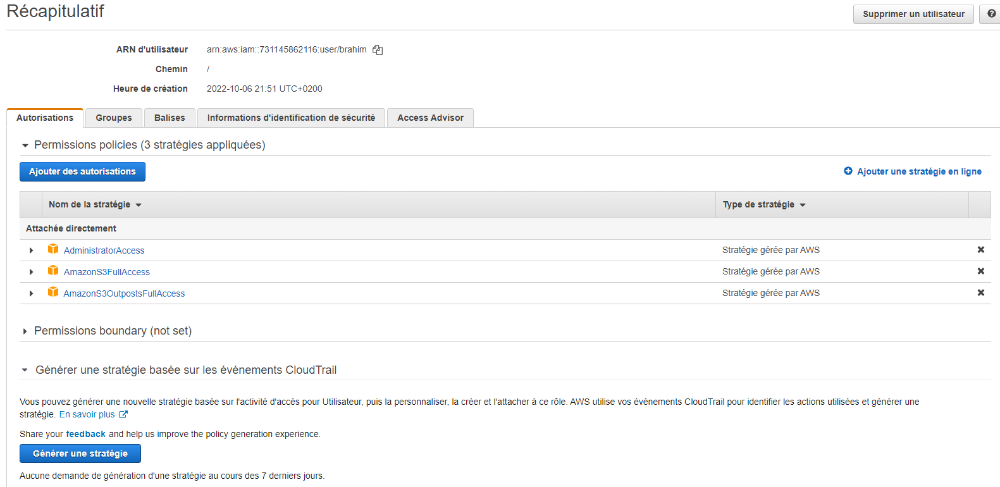 Récapitulatif
Supprimer un utilisateur
ARN d'utilisateur arn:aws:iam::731145862116:user/brahim
Chemin /
Heure de création 2022-10-06 21:51 UTC+0200
Autorisations Groupes Balises Informations d'identification de sécurité Access Advisor
Permissions policies (3 stratégies appliquées)
Ajouter des autorisations Ajouter une stratégie en ligne
Nom de la stratégie Type de stratégie
Attachée directement
AdministratorAccess Stratégie gérée par AWS
AmazonS3FullAccess Stratégie gérée par AWS
AmazonS3OutpostsFullAccess Stratégie gérée par AWS
Permissions boundary (not set)
Générer une stratégie basée sur les événements CloudTrail
Vous pouvez générer une nouvelle stratégie basée sur l'activité d'accès pour Utilisateur, puis la personnaliser, la créer et l'attacher à ce rôle. AWS utilise vos événements CloudTrail pour identifier les actions utilisées et générer une
stratégie. En savoir plus
Share your feedback and help us improve the policy generation experience.
Générer une stratégie
Aucune demande de génération d'une stratégie au cours des 7 derniers jours.